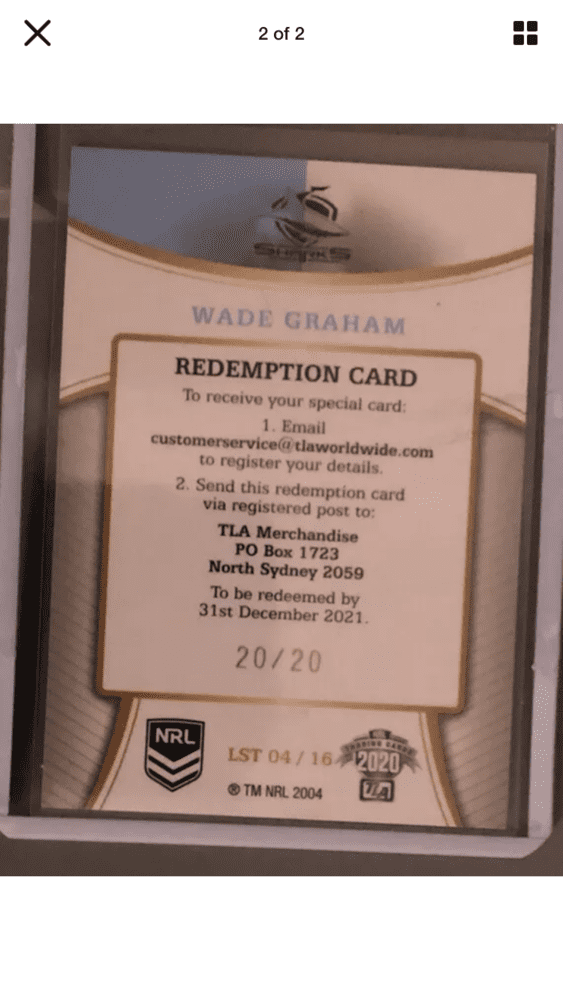 2 of 2
SHARKS
WADE GRAHAM
REDEMPTION CARD
To receive your special card:
1. Email
customerservice@tlaworldwide.com
to register your details.
2. Send this redemption card
via registered post to:
TLA Merchandise
PO Box 1723
North Sydney 2059
To be redeemed by
31st December 2021.
20/20
NRL
LST 04 / 16
TRADING CARDS
2020
TLA
® TM NRL 2004